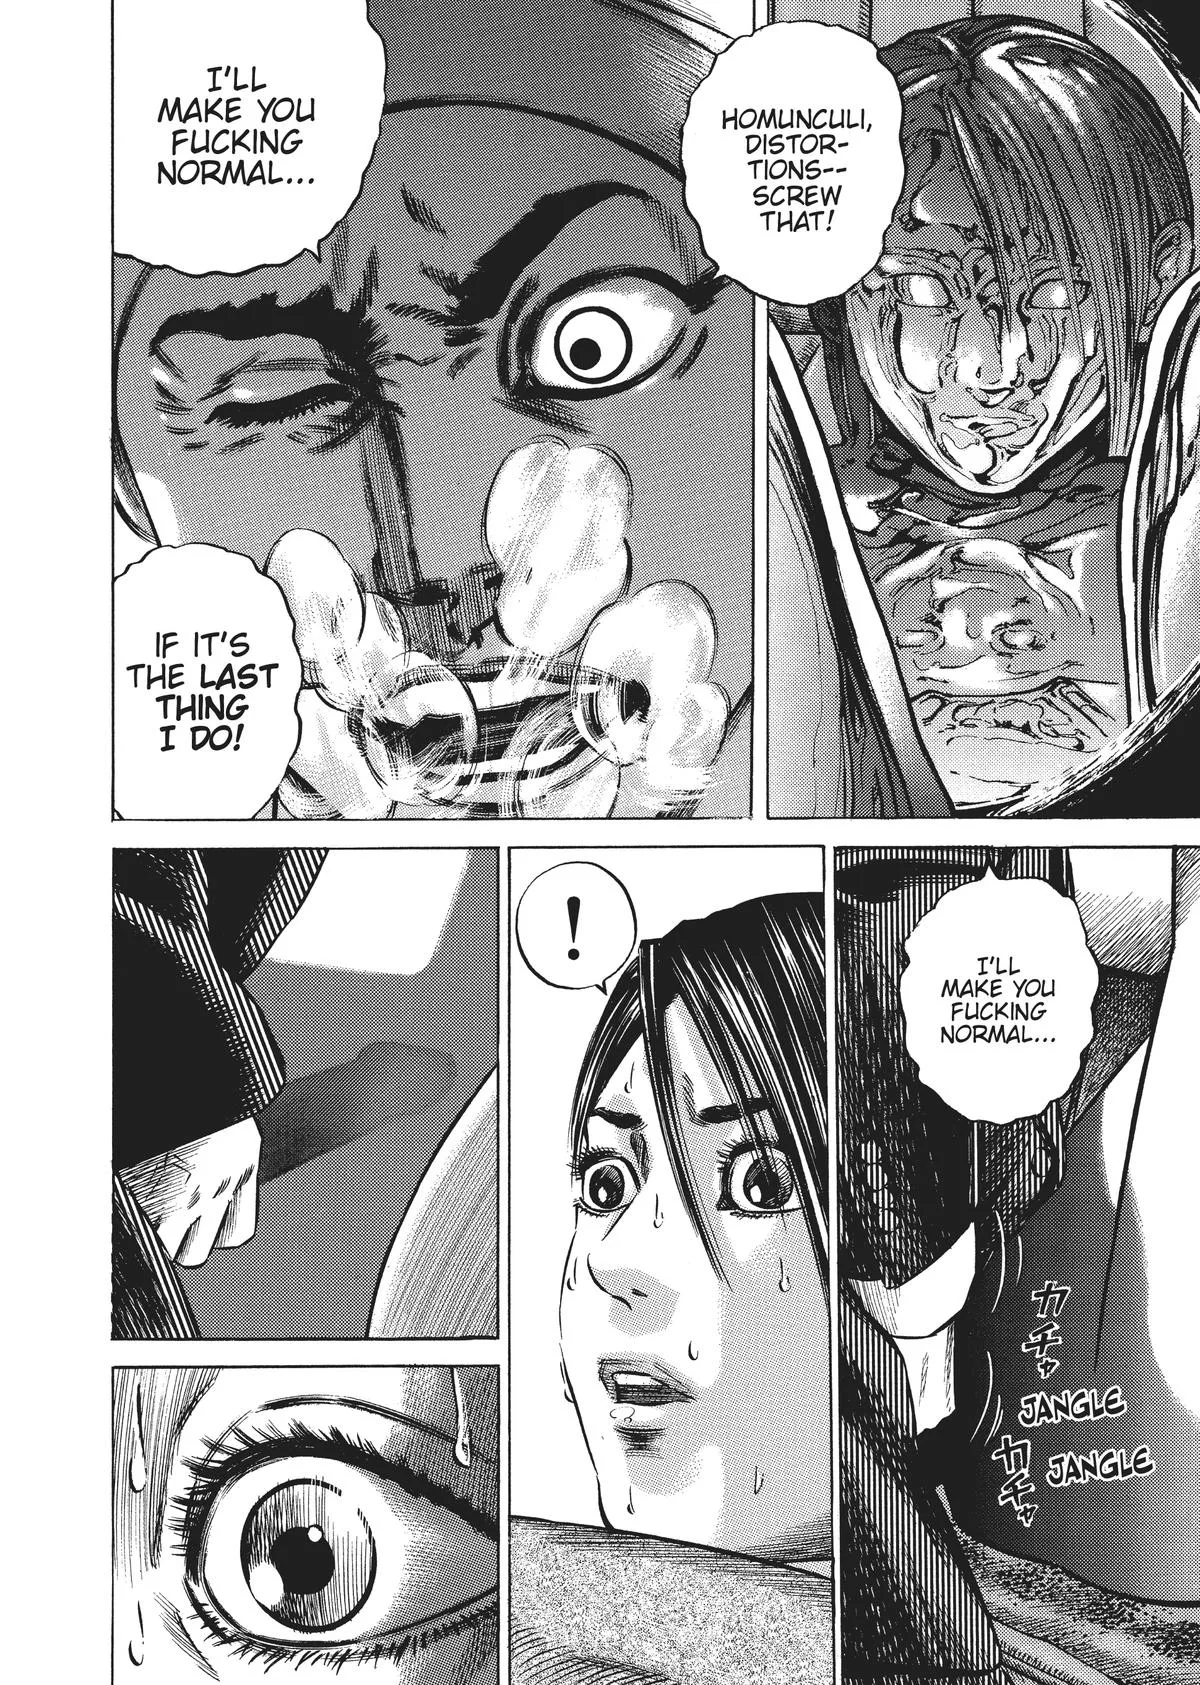 HOMUNCULI,
DISTOR-
TIONS--
SCREW
THAT!
I'LL
MAKE YOU
FUCKING
NORMAL...
IF IT'S
THE LAST
THING
I DO!
I'LL
MAKE YOU
FUCKING
NORMAL...
カチャ
JANGLE
カチャ
JANGLE
!